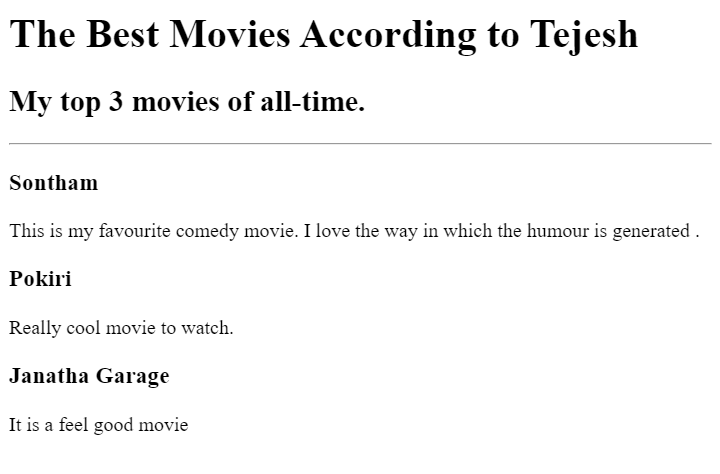 The Best Movies According to Tejesh
My top 3 movies of all-time.
Sontham
This is my favourite comedy movie. I love the way in which the humour is generated .
Pokiri
Really cool movie to watch.
Janatha Garage
It is a feel good movie